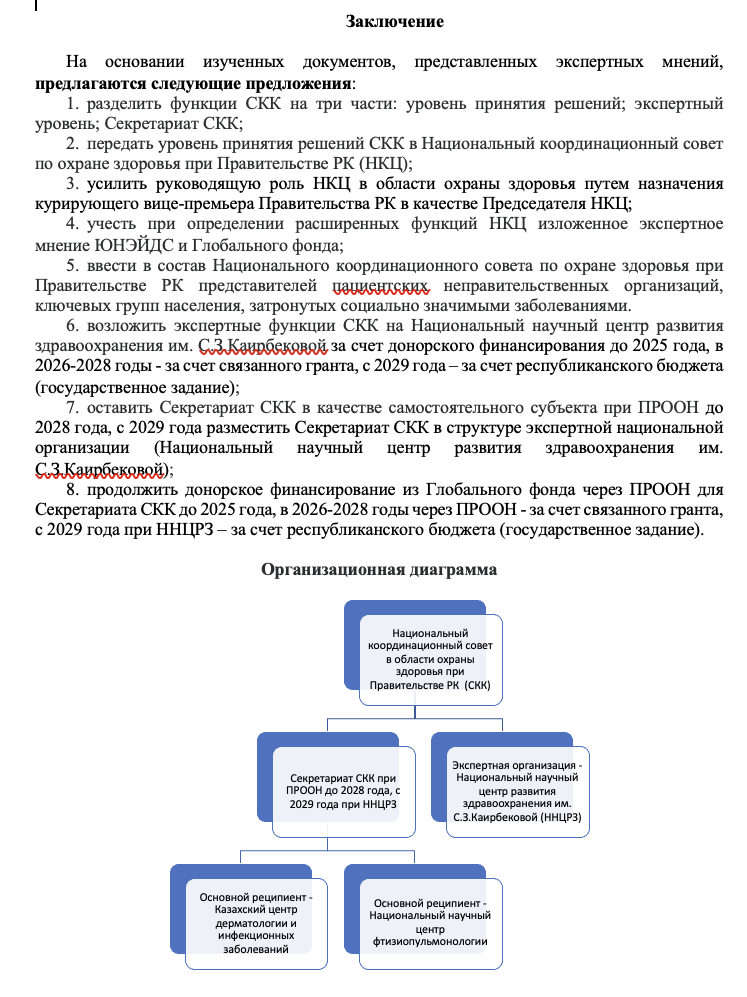 Заключение
На основании изученных документов, представленных экспертных мнений,
предлагаются следующие предложения:
1. разделить функции СКК на три части: уровень принятия решений; экспертный
уровень; Секретариат СКК;
2. передать уровень принятия решений СКК в Национальный координационный совет
по охране здоровья при Правительстве РК (НКЦ);
3. усилить руководящую роль НКЦ в области охраны здоровья путем назначения
курирующего вице-премьера Правительства РК в качестве Председателя НКЦ;
4. учесть при определении расширенных функций НКЦ изложенное экспертное
мнение ЮНЭЙДС и Глобального фонда;
5. ввести в состав Национального координационного совета по охране здоровья при
Правительстве РК представителей пациентских неправительственных организаций,
ключевых групп населения, затронутых социально значимыми заболеваниями.
6. возложить экспертные функции СКК на Национальный научный центр развития
здравоохранения им. С.З.Каирбековой за счет донорского финансирования до 2025 года, в
2026-2028 годы - за счет связанного гранта, с 2029 года – за счет республиканского бюджета
(государственное задание);
7. оставить Секретариат СКК в качестве самостоятельного субъекта при ПРООН до
2028 года, с 2029 года разместить Секретариат СКК в структуре экспертной национальной
организации (Национальный научный центр развития здравоохранения им.
С.З.Каирбековой);
8. продолжить донорское финансирование из Глобального фонда через ПРООН для
Секретариата СКК до 2025 года, в 2026-2028 годы через ПРООН - за счет связанного гранта,
с 2029 года при ННЦРЗ – за счет республиканского бюджета (государственное задание).
Организационная диаграмма
Национальный
координационный совет
в области охраны
здоровья при
Правительстве РК (СКК)
Секретариат СКК при
ПРООН до 2028 года, с
2029 года при ННЦРЗ
Экспертная организация -
Национальный научный
центр развития
здравоохранения им.
С.З.Каирбековой (ННЦРЗ)
Основной реципиент -
Казахский центр
дерматологии и
инфекционных
заболеваний
Основной реципиент -
Национальный научный
центр
фтизиопульмонологии